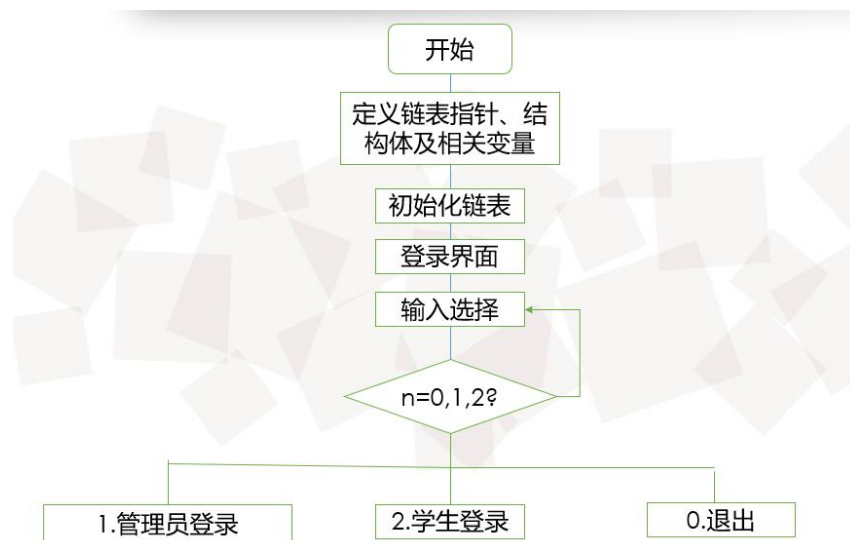 开始
定义链表指针、结
构体及相关变量
初始化链表
登录界面
输入选择
n=0,1,2?
1.管理员登录
2.学生登录
0.退出